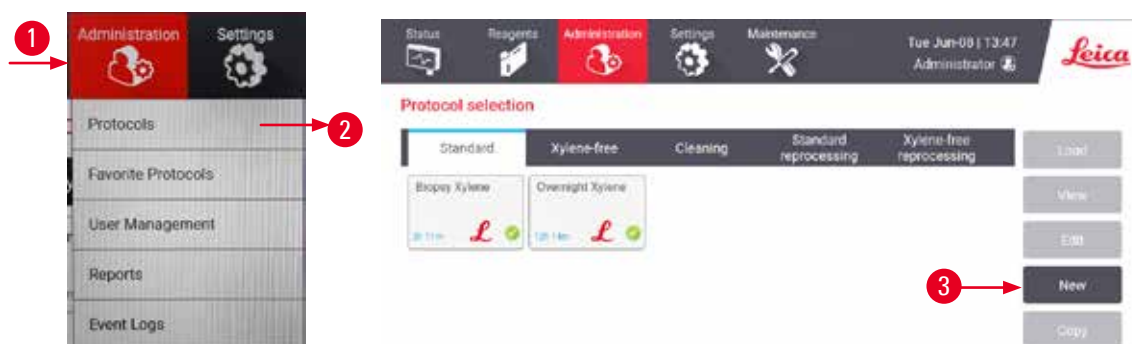 1
Administration
Settings
Protocols
2
Favorite Protocols
User Management
Reports
Event Logs
Status
Reagents
Administration
Settings
Maintenance
Tue Jun-08 | 13:47
Administrator
Leica
Protocol selection
Standard
Xylene-free
Cleaning
Standard
reprocessing
Xylene-free
reprocessing
Biopsy Xylene
L
Overnight Xylene
L
Load
View
Edit
3
New
Copy